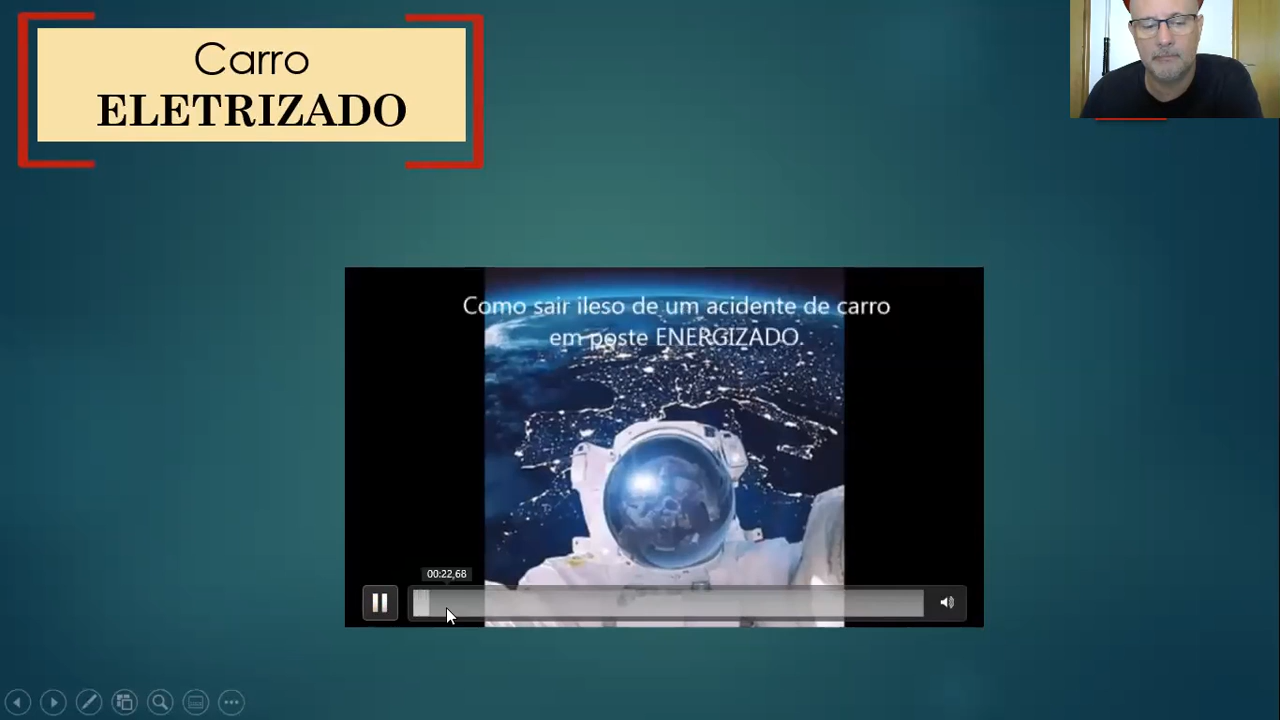 Carro
ELETRIZADO
Como sair ileso de um acidente de carro
em poste ENERGIZADO.
00:22,68